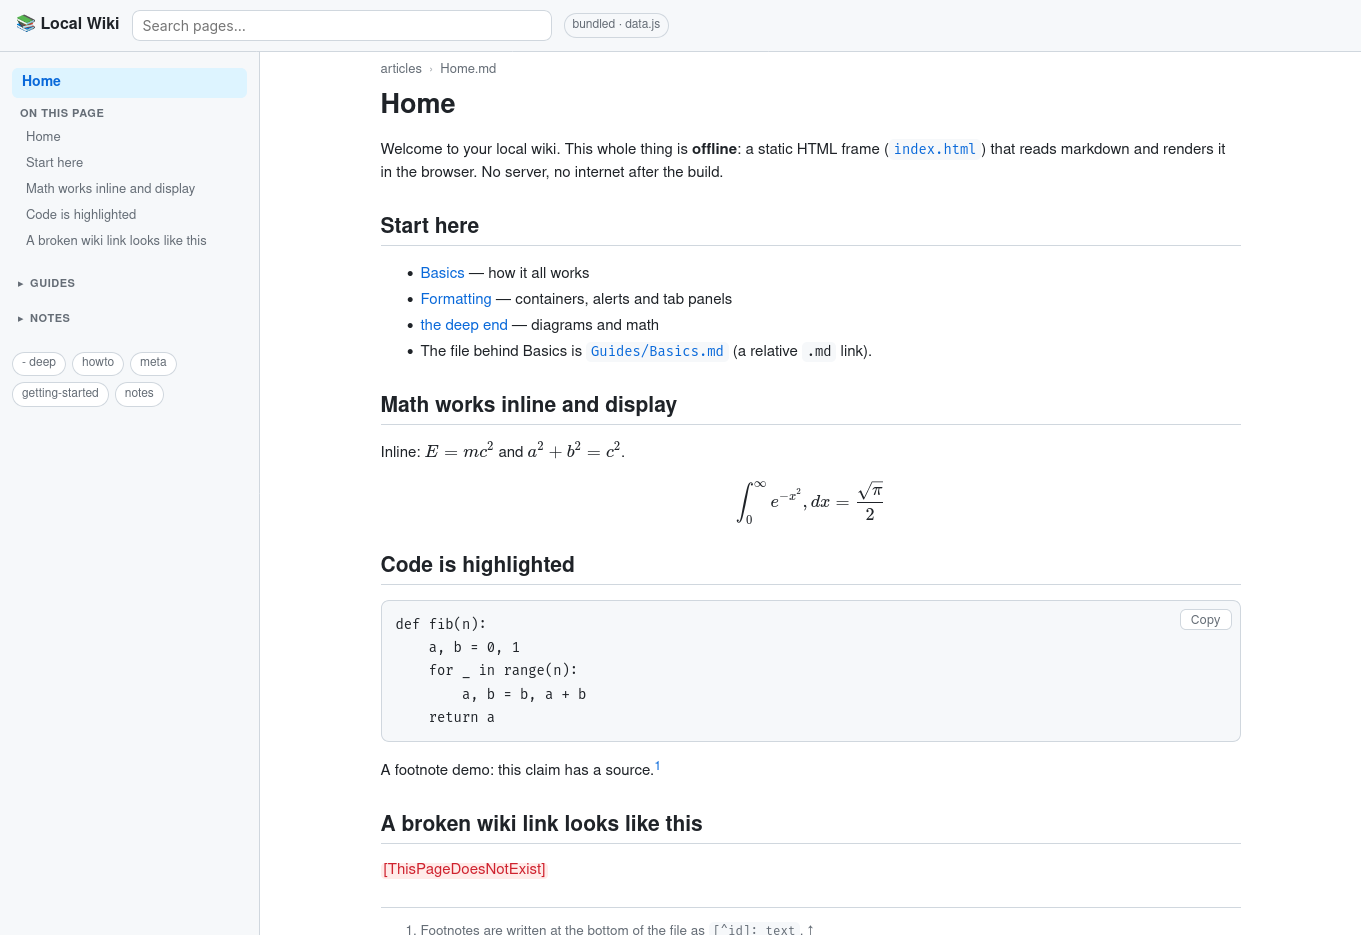 📚 Local Wiki
Search pages...
bundled · data.js
Home
ON THIS PAGE
Home
Start here
Math works inline and display
Code is highlighted
A broken wiki link looks like this
▸ GUIDES
▸ NOTES
- deep
howto
meta
getting-started
notes
articles › Home.md
Home
Welcome to your local wiki. This whole thing is offline: a static HTML frame ( index.html ) that reads markdown and renders it
in the browser. No server, no internet after the build.
Start here
• Basics — how it all works
• Formatting — containers, alerts and tab panels
• the deep end — diagrams and math
• The file behind Basics is Guides/Basics.md (a relative .md link).
Math works inline and display
Inline: E = mc² and a² + b² = c².
∫₀^∞ e^{−x²}, dx = √π / 2
Code is highlighted
Copy
def fib(n):
    a, b = 0, 1
    for _ in range(n):
        a, b = b, a + b
    return a
A footnote demo: this claim has a source.¹
A broken wiki link looks like this
[ThisPageDoesNotExist]
1. Footnotes are written at the bottom of the file as [^id]: text . ↑